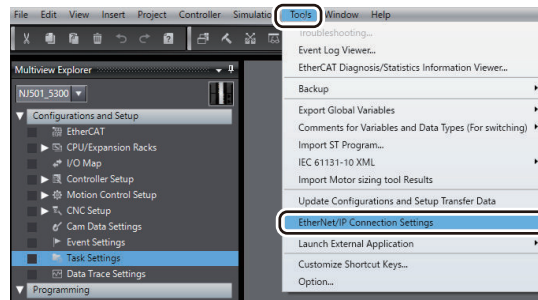 File Edit View Insert Project Controller Simulatio Tools Window Help
Troubleshooting...
Event Log Viewer...
EtherCAT Diagnosis/Statistics Information Viewer...
Backup
Export Global Variables
Comments for Variables and Data Types (For switching)
Import ST Program...
IEC 61131-10 XML
Import Motor sizing tool Results
Update Configurations and Setup Transfer Data
EtherNet/IP Connection Settings
Launch External Application
Customize Shortcut Keys...
Option...
Multiview Explorer
NJ501_5300
Configurations and Setup
EtherCAT
CPU/Expansion Racks
I/O Map
Controller Setup
Motion Control Setup
CNC Setup
Cam Data Settings
Event Settings
Task Settings
Data Trace Settings
Programming